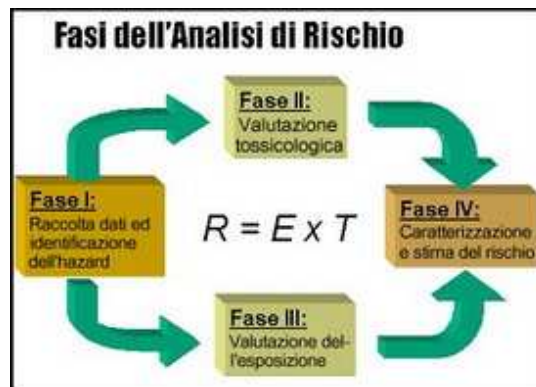 Fasi dell'Analisi di Rischio
Fase II:
Valutazione
tossicologica
Fase I:
Raccolta dati ed
identificazione
dell'hazard
R = E x T
Fase IV:
Caratterizzazione
e stima del rischio
Fase III:
Valutazione del-
l'esposizione